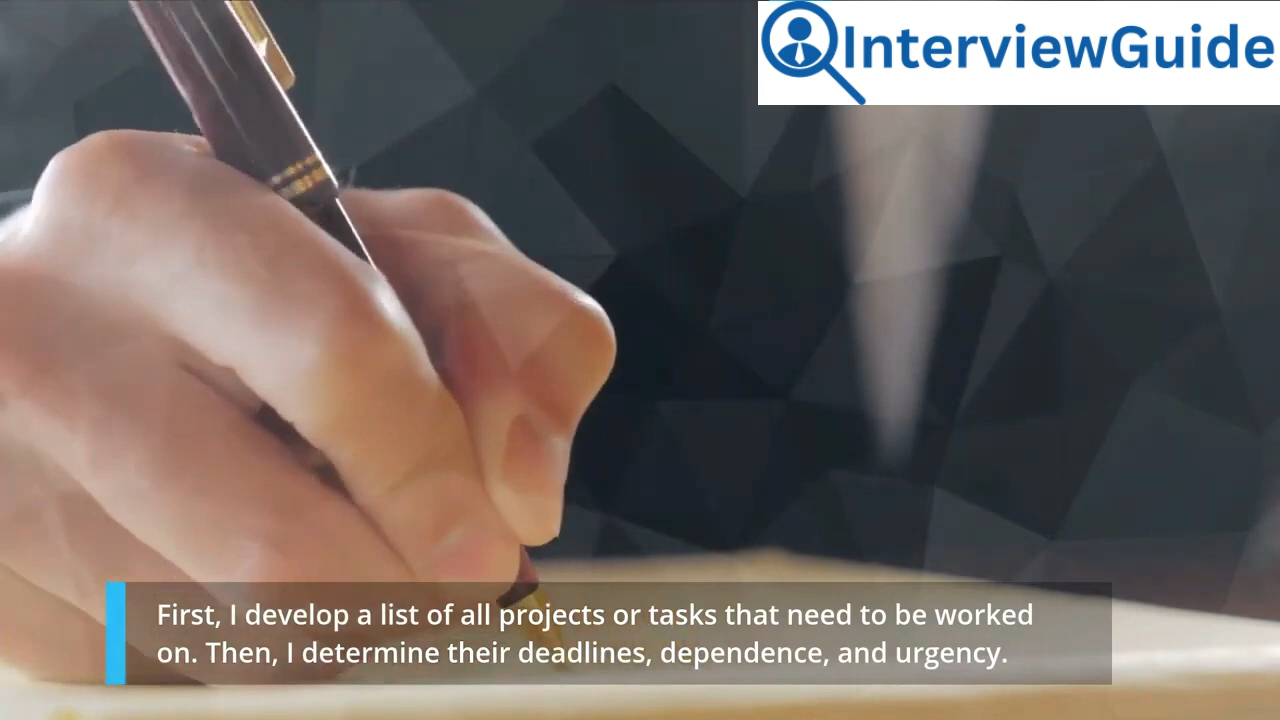 InterviewGuide
First, I develop a list of all projects or tasks that need to be worked
on. Then, I determine their deadlines, dependence, and urgency.